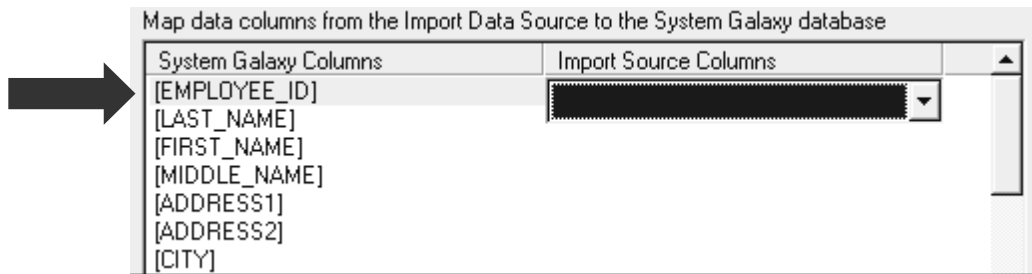 Map data columns from the Import Data Source to the System Galaxy database
System Galaxy Columns Import Source Columns
[EMPLOYEE_ID]
[LAST_NAME]
[FIRST_NAME]
[MIDDLE_NAME]
[ADDRESS1]
[ADDRESS2]
[CITY]